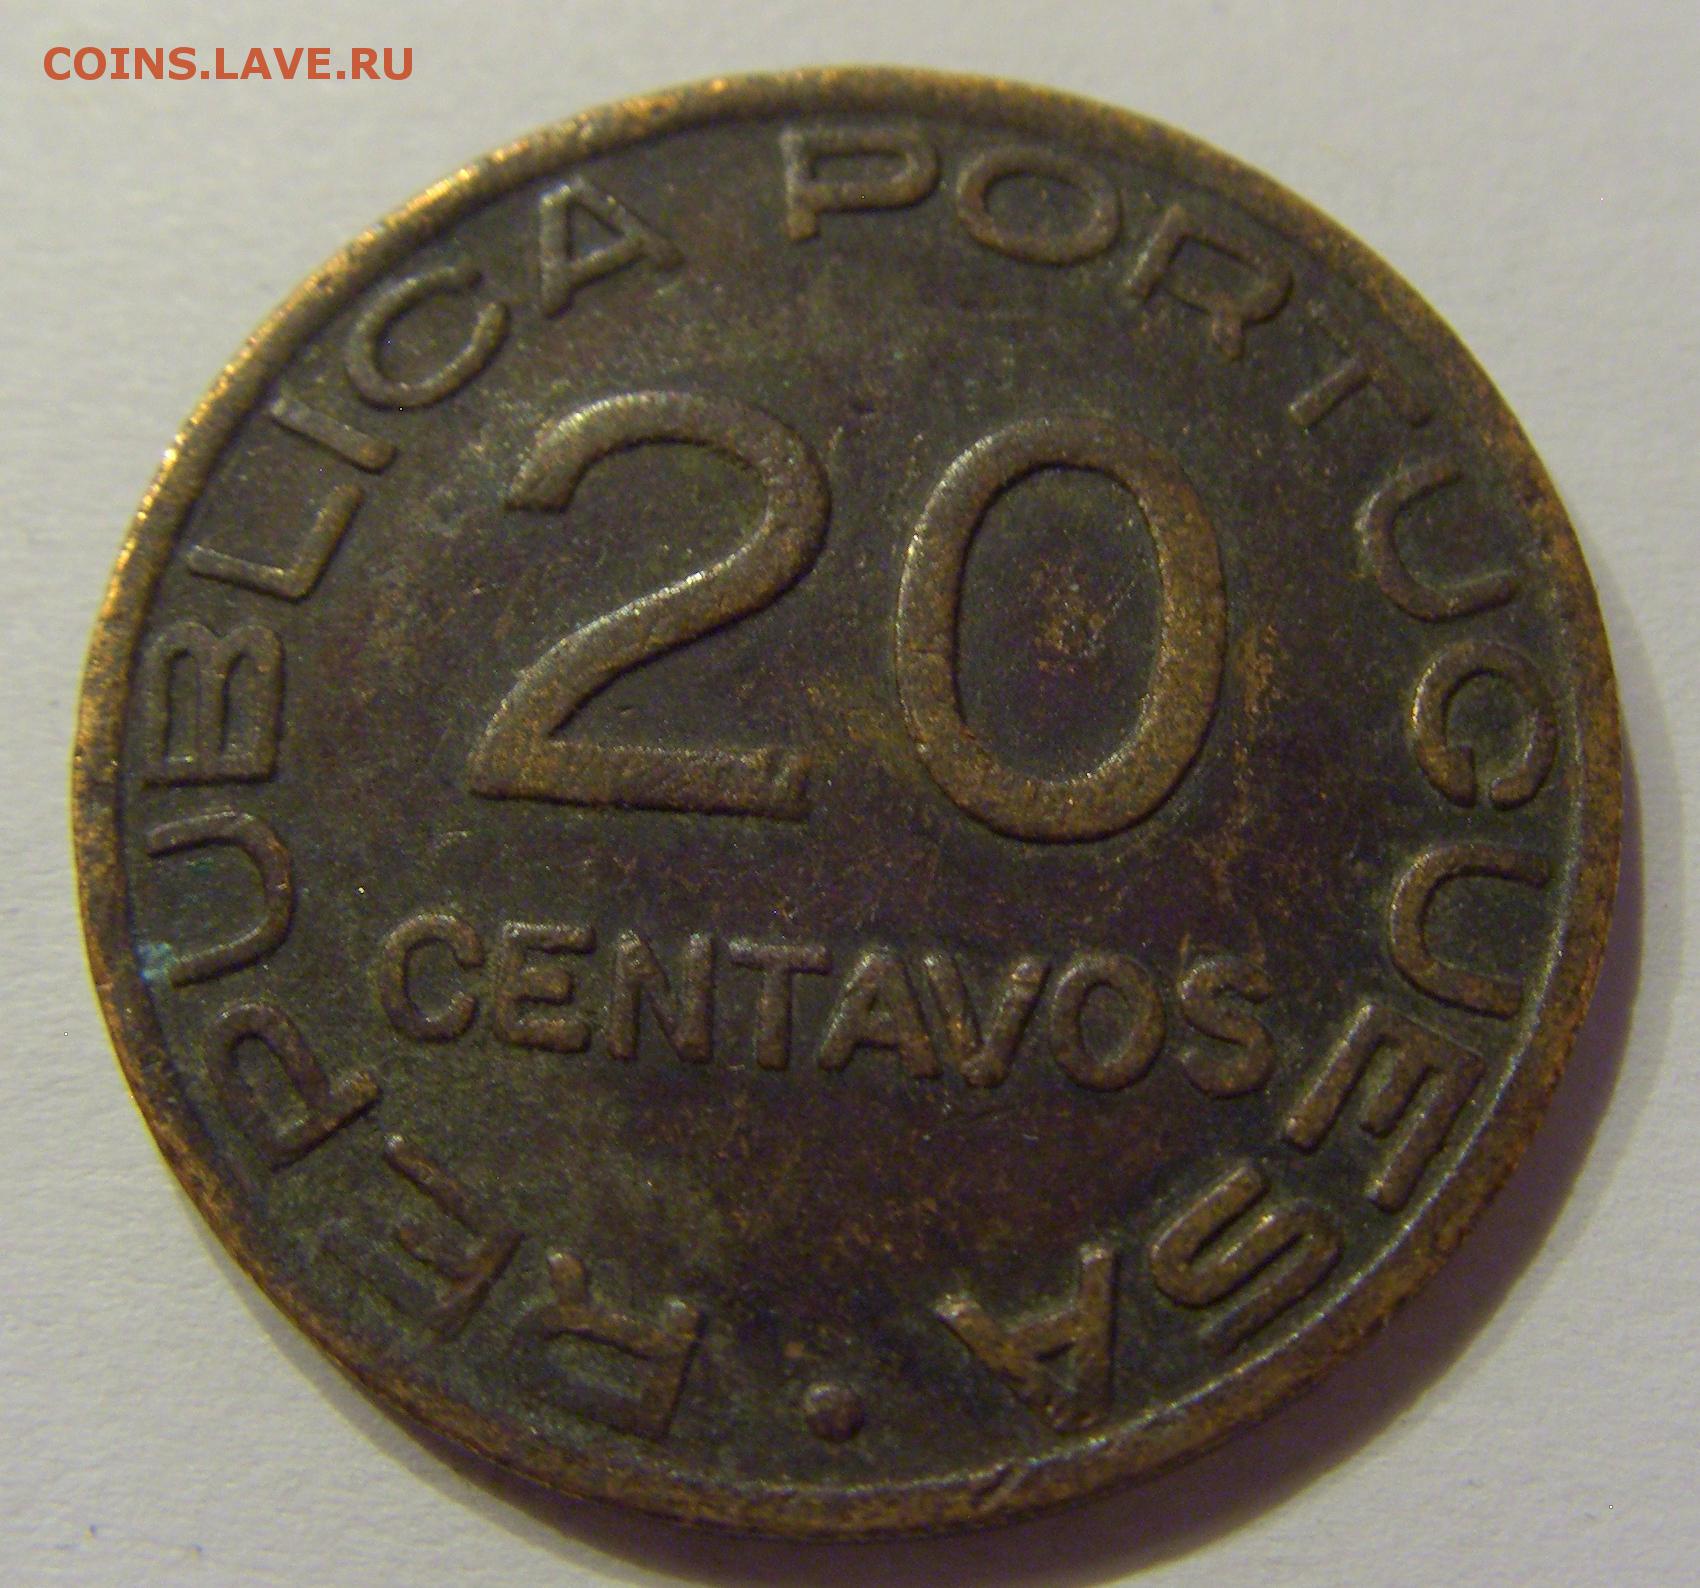 COINS.LAVE.RU
REPUBLICA PORTUGUESA
20
CENTAVOS